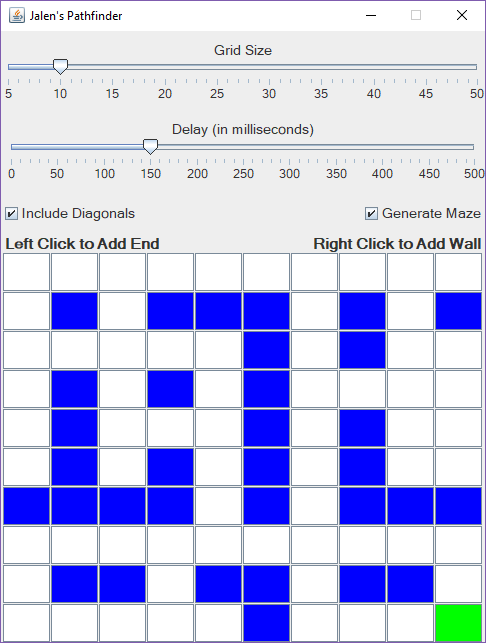 Jalen's Pathfinder
Grid Size
5 10 15 20 25 30 35 40 45 50
Delay (in milliseconds)
0 50 100 150 200 250 300 350 400 450 500
Include Diagonals Generate Maze
Left Click to Add End Right Click to Add Wall